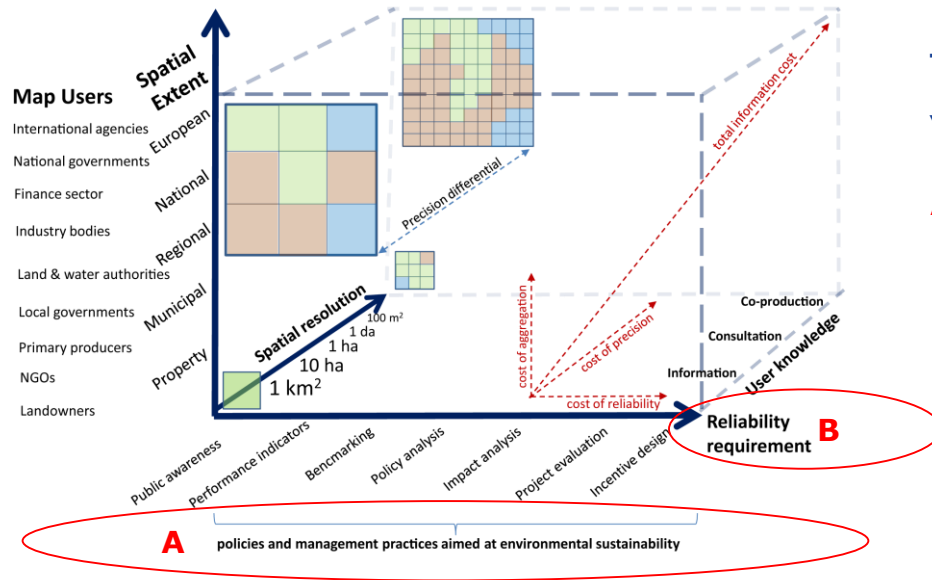 Map Users
International agencies
National governments
Finance sector
Industry bodies
Land & water authorities
Local governments
Primary producers
NGOs
Landowners
Spatial
Extent
European
National
Regional
Municipal
Property
Spatial resolution
100 m²
1 da
1 ha
10 ha
1 km²
Precision differential
total information cost
cost of aggregation
cost of precision
cost of reliability
Co-production
Consultation
Information
User knowledge
Reliability
requirement
B
Public awareness
Performance indicators
Bencmarking
Policy analysis
Impact analysis
Project evaluation
Incentive design
A
policies and management practices aimed at environmental sustainability